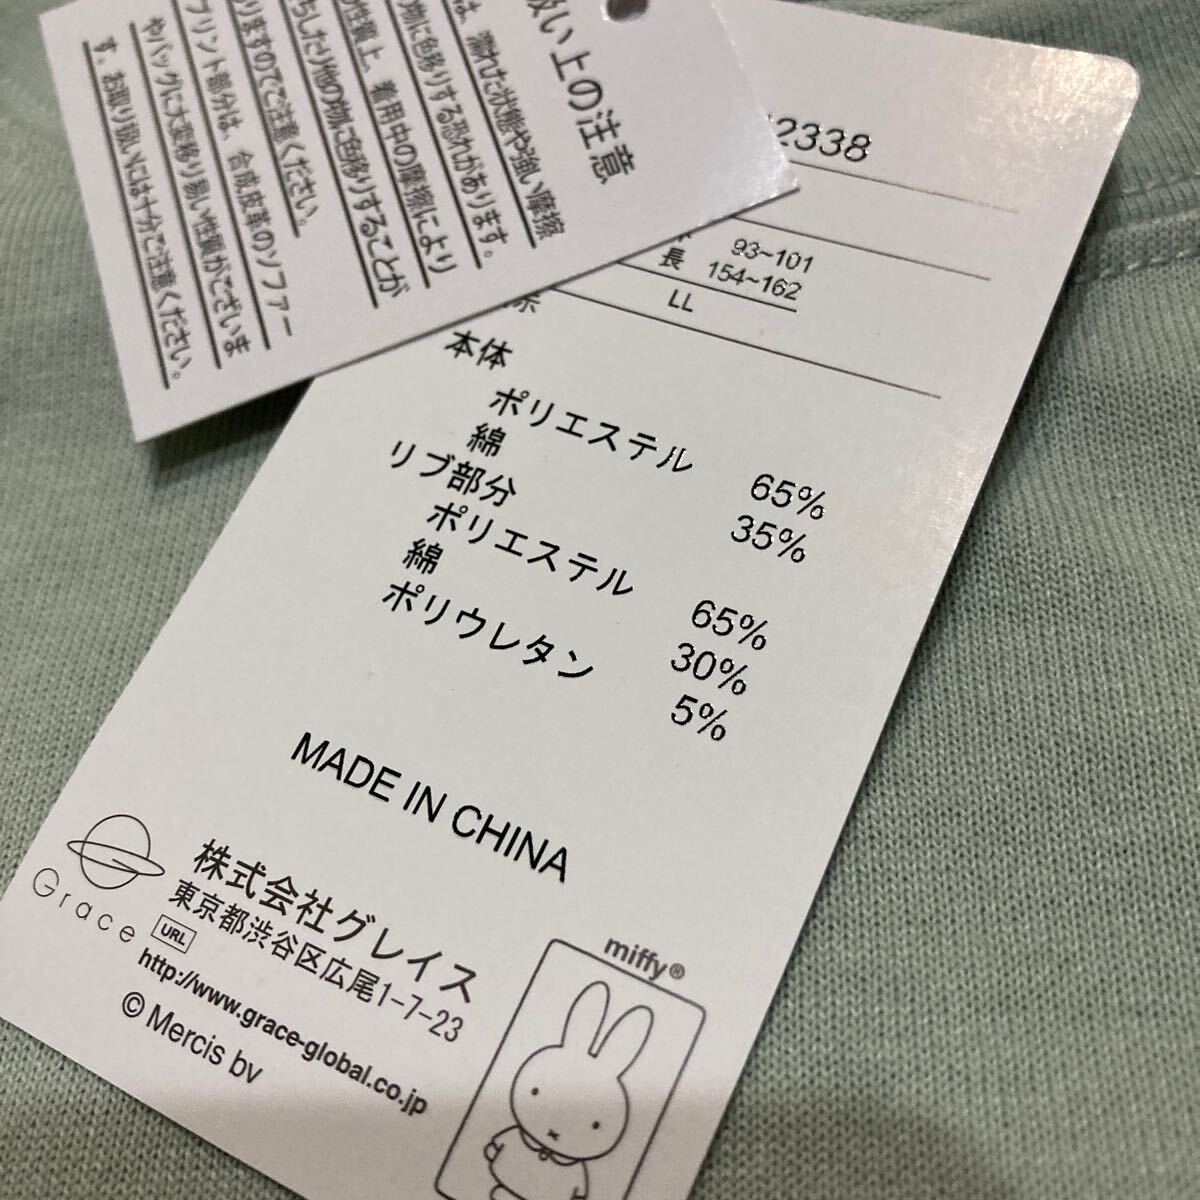 扱い上の注意
は、濡れた状態や強い摩擦
物に色移りする恐れがあります。
の性質上、着用中の摩擦により
ちしたり他の物に色移りすることが
りますのでご注意ください。
プリント部分は、合成皮革のソファー
やバッグに大変移り易い性質がございま
す。お取り扱いには十分ご注意ください。
2338
93~101
長 154~162
LL
本体
ポリエステル 65%
綿 35%
リブ部分
ポリエステル 65%
綿 30%
ポリウレタン 5%
MADE IN CHINA
Grace
株式会社グレイス
東京都渋谷区広尾1-7-23
URL
http://www.grace-global.co.jp
© Mercis bv
miffy®